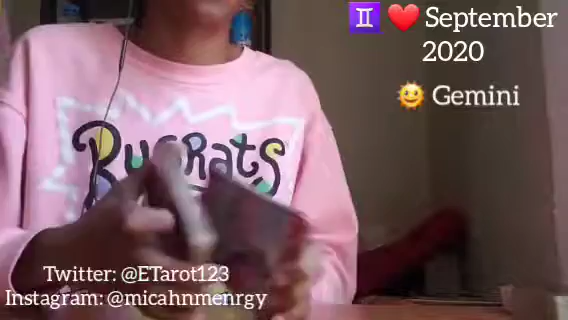 ♊ ❤️ September
2020
🌞 Gemini
Rugrats
Twitter: @ETarot123
Instagram: @micahnmenrgy